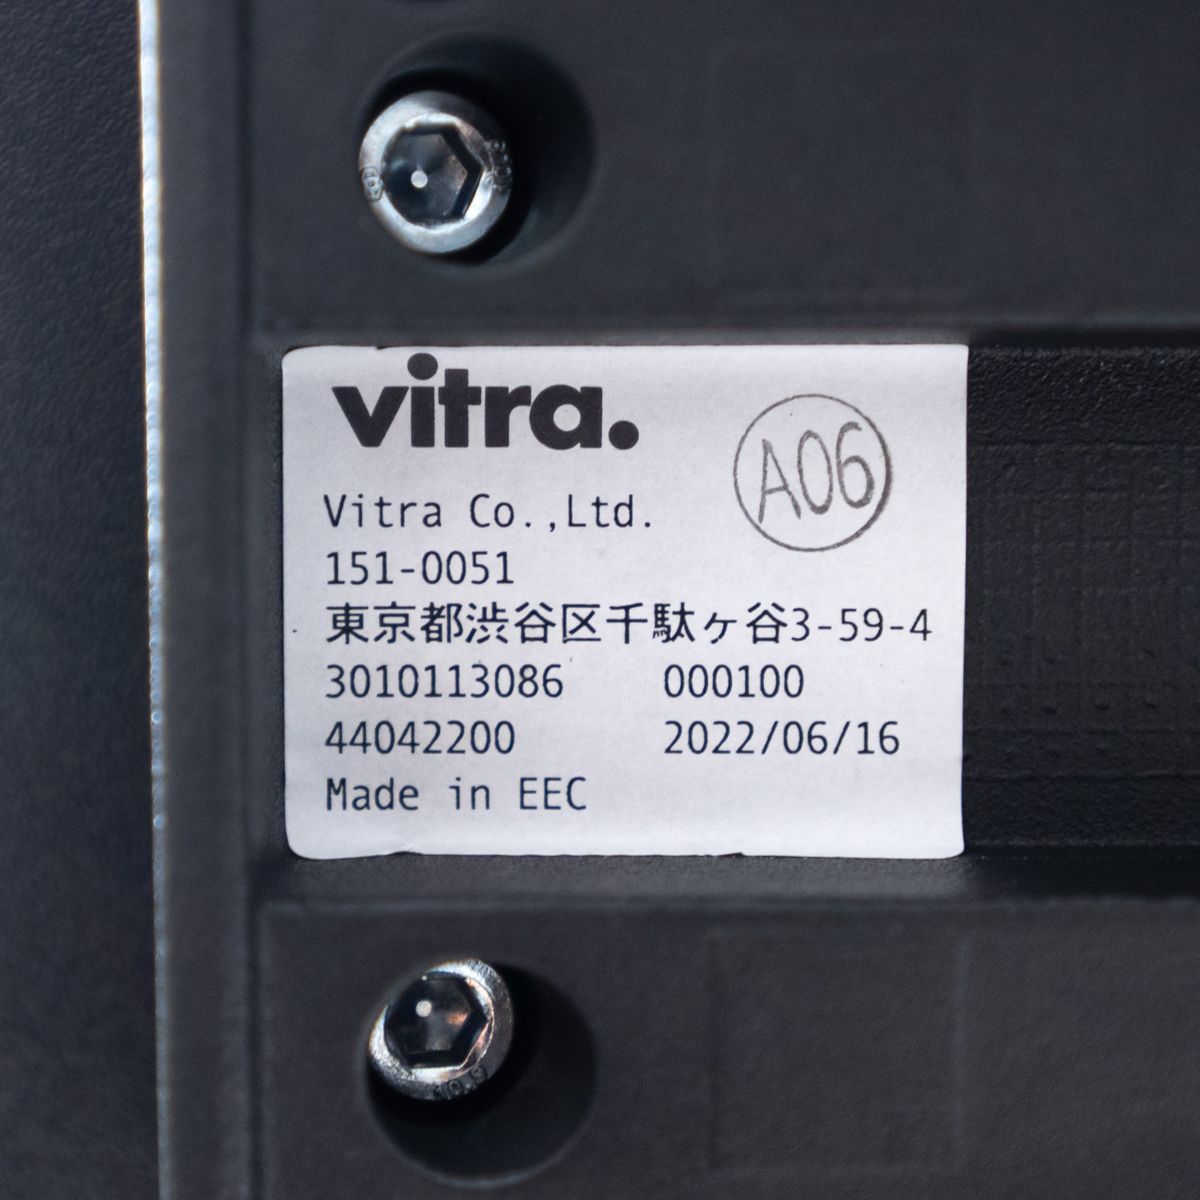 vitra.
A06
Vitra Co.,Ltd.
151-0051
東京都渋谷区千駄ヶ谷3-59-4
3010113086 000100
44042200 2022/06/16
Made in EEC